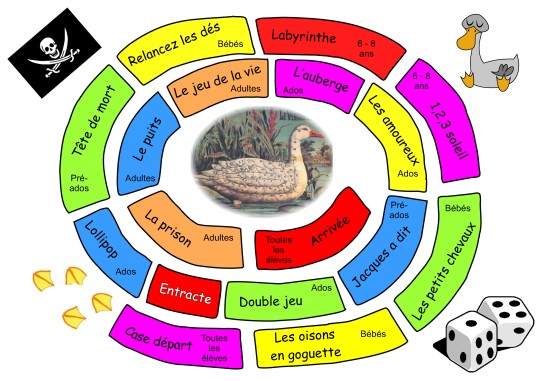 Case départ
Toutes
les
élèves
Les oisons
en goguette
Bébés
Les petits chevaux
Bébés
1,2,3 soleil
6 - 8
ans
Labyrinthe
6 - 8
ans
Relancez les dés
Bébés
Tête de mort
Pré-
ados
Lollipop
Ados
Entracte
Double jeu
Ados
Jacques a dit
Pré-
ados
Les amoureux
Ados
L'auberge
Ados
Le jeu de la vie
Adultes
Le puits
Adultes
La prison
Adultes
Arrivée
Toutes
les
élèves